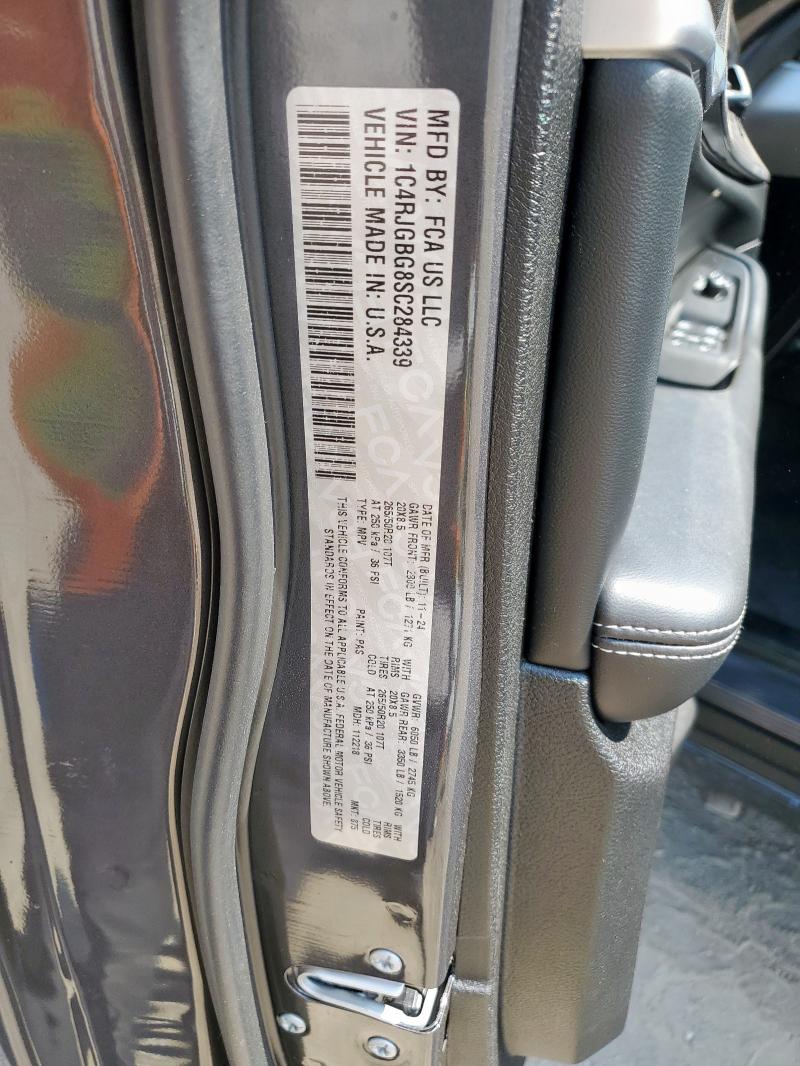 MFD BY: FCA US LLC
VIN: 1C4RJGBG8SC284339
VEHICLE MADE IN: U.S.A.
DATE OF MFR (BUILT): 11-24 GVWR: 6050 LB / 2745 KG
GAWR FRONT: 2800 LB / 1271 KG WITH GAWR REAR: 3350 LB / 1520 KG WITH
20X8.5 RIMS 20X8.5 RIMS
265/50R20 107T TIRES 265/50R20 107T TIRES
AT 250 kPa / 36 PSI COLD AT 250 kPa / 36 PSI COLD
TYPE: MPV PAINT: PAS MDH: 112218 MKT: 875
THIS VEHICLE CONFORMS TO ALL APPLICABLE U.S.A. FEDERAL MOTOR VEHICLE SAFETY
STANDARDS IN EFFECT ON THE DATE OF MANUFACTURE SHOWN ABOVE.